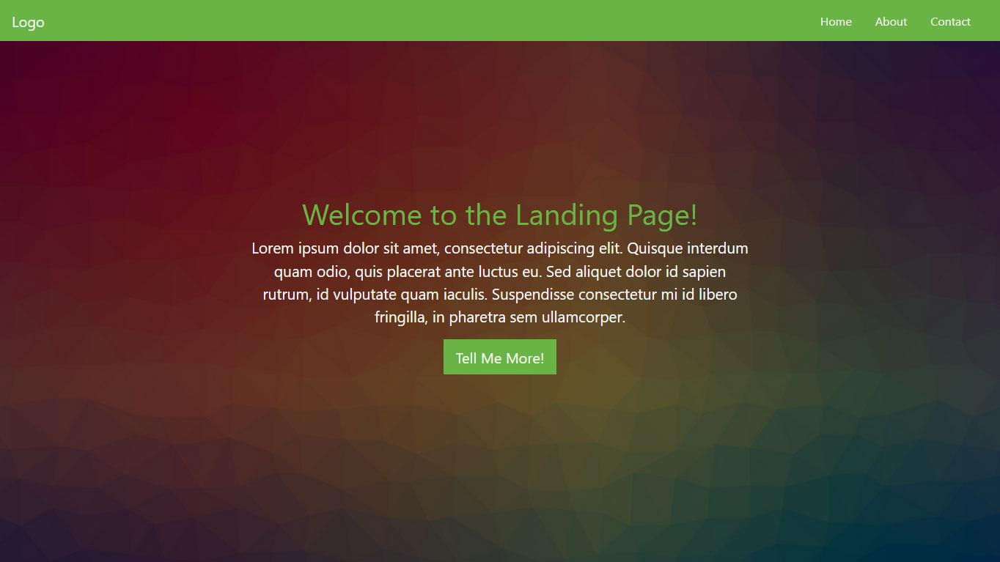 Logo
Home About Contact
Welcome to the Landing Page!
Lorem ipsum dolor sit amet, consectetur adipiscing elit. Quisque interdum
quam odio, quis placerat ante luctus eu. Sed aliquet dolor id sapien
rutrum, id vulputate quam iaculis. Suspendisse consectetur mi id libero
fringilla, in pharetra sem ullamcorper.
Tell Me More!